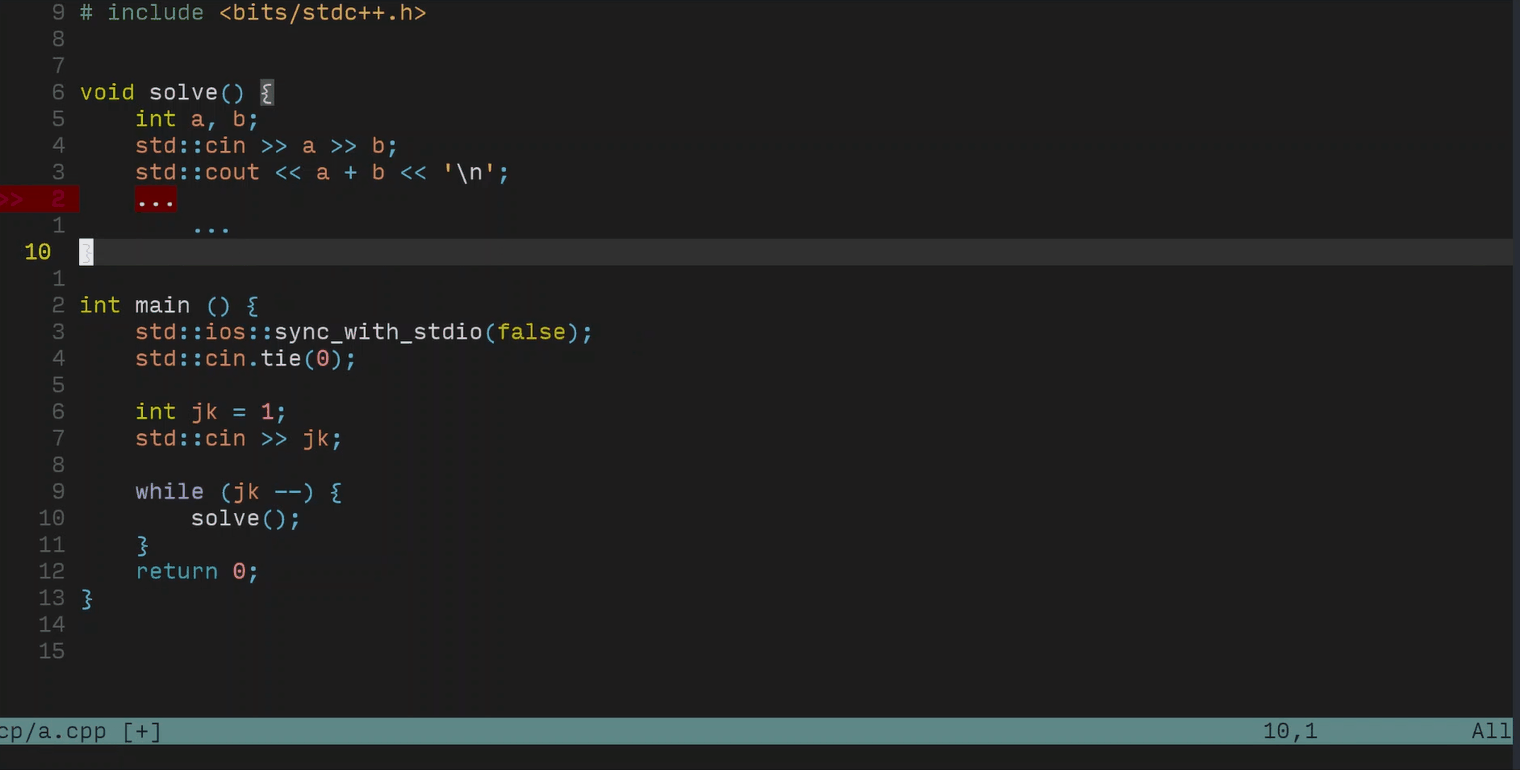 9 # include <bits/stdc++.h>
8
7
6 void solve() {
5     int a, b;
4     std::cin >> a >> b;
3     std::cout << a + b << '\n';
>> 2     ...
1         ...
10 }
1
2 int main () {
3     std::ios::sync_with_stdio(false);
4     std::cin.tie(0);
5
6     int jk = 1;
7     std::cin >> jk;
8
9     while (jk --) {
10         solve();
11     }
12     return 0;
13 }
14
15
cp/a.cpp [+] 10,1 All